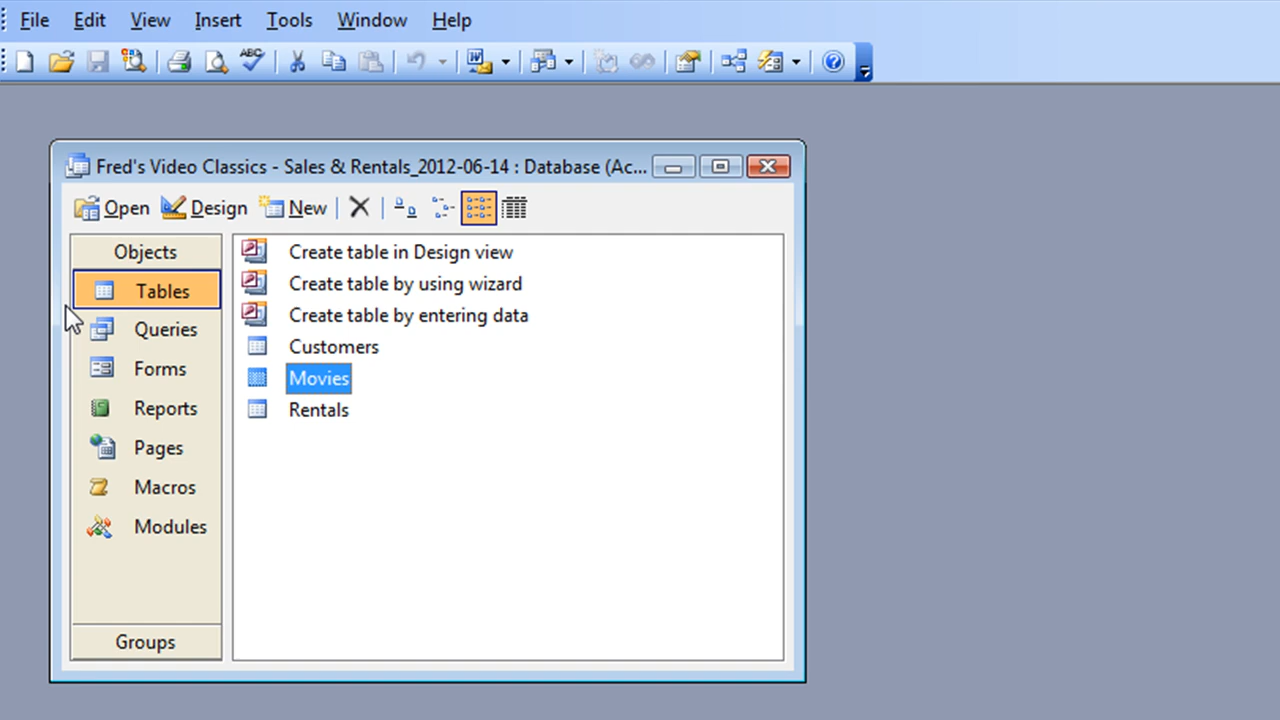 File Edit View Insert Tools Window Help
ABC
W
Fred's Video Classics - Sales & Rentals_2012-06-14 : Database (Ac...
Open Design New
Objects
Tables
Queries
Forms
Reports
Pages
Macros
Modules
Groups
Create table in Design view
Create table by using wizard
Create table by entering data
Customers
Movies
Rentals